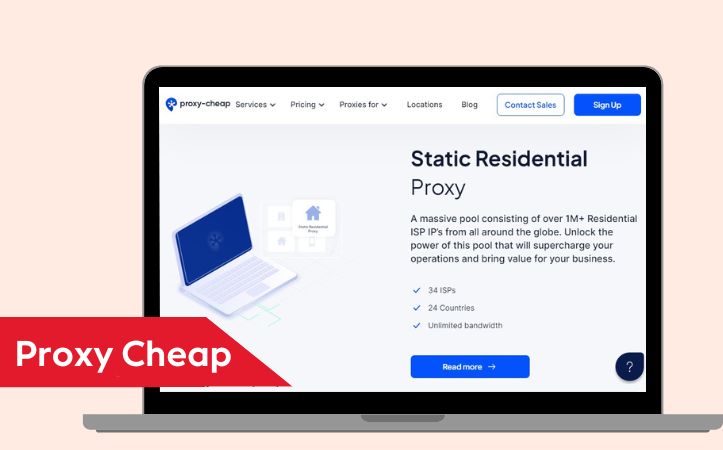 proxy-cheap Services Pricing Proxies for Locations Blog Contact Sales Sign Up
Static Residential
Proxy
A massive pool consisting of over 1M+ Residential
ISP IP's from all around the globe. Unlock the
power of this pool that will supercharge your
operations and bring value for your business.
Static Residential
Proxy
34 ISPs
24 Countries
Unlimited bandwidth
Read more
?
Proxy Cheap